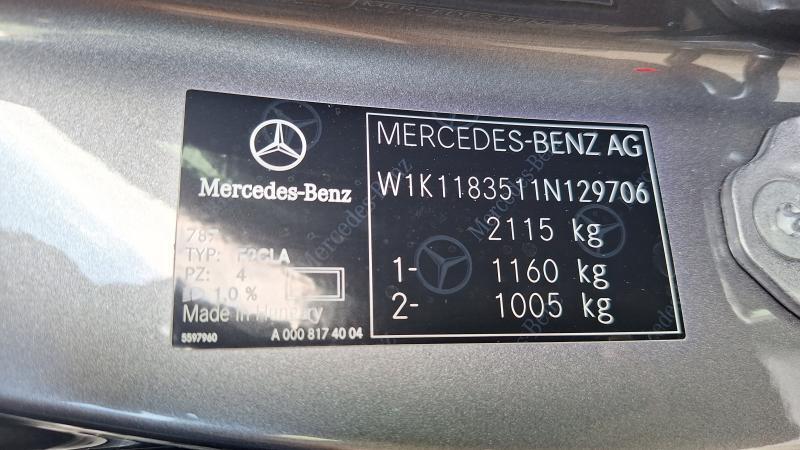 Mercedes-Benz
787
TYP: F2CLA
PZ: 4
1.0 %
Made in Hungary
5597960
A 000 817 40 04
MERCEDES-BENZ AG
W1K1183511N129706
2115 kg
1- 1160 kg
2- 1005 kg